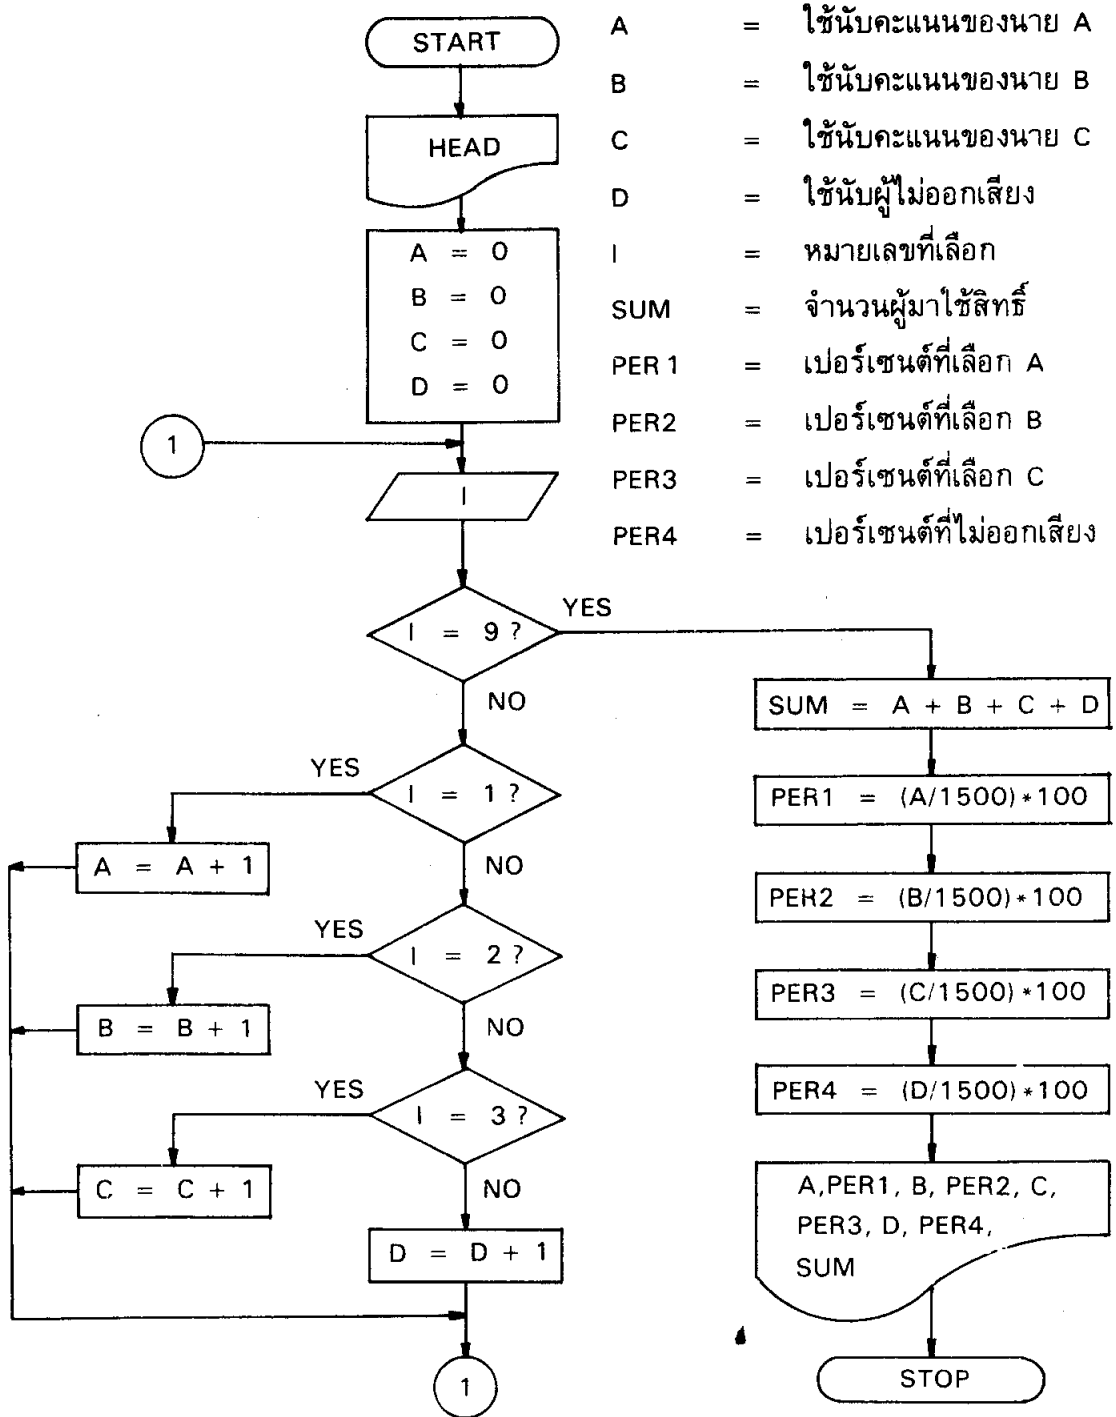 START
HEAD
A = 0
B = 0
C = 0
D = 0
1
I
I = 9 ?
YES
NO
I = 1 ?
YES
A = A + 1
NO
I = 2 ?
YES
B = B + 1
NO
I = 3 ?
YES
C = C + 1
NO
D = D + 1
1
A = ใช้นับคะแนนของนาย A
B = ใช้นับคะแนนของนาย B
C = ใช้นับคะแนนของนาย C
D = ใช้นับผู้ไม่ออกเสียง
I = หมายเลขที่เลือก
SUM = จำนวนผู้มาใช้สิทธิ์
PER 1 = เปอร์เซนต์ที่เลือก A
PER2 = เปอร์เซนต์ที่เลือก B
PER3 = เปอร์เซนต์ที่เลือก C
PER4 = เปอร์เซนต์ที่ไม่ออกเสียง
SUM = A + B + C + D
PER1 = (A/1500)*100
PER2 = (B/1500)*100
PER3 = (C/1500)*100
PER4 = (D/1500)*100
A,PER1, B, PER2, C,
PER3, D, PER4,
SUM
STOP